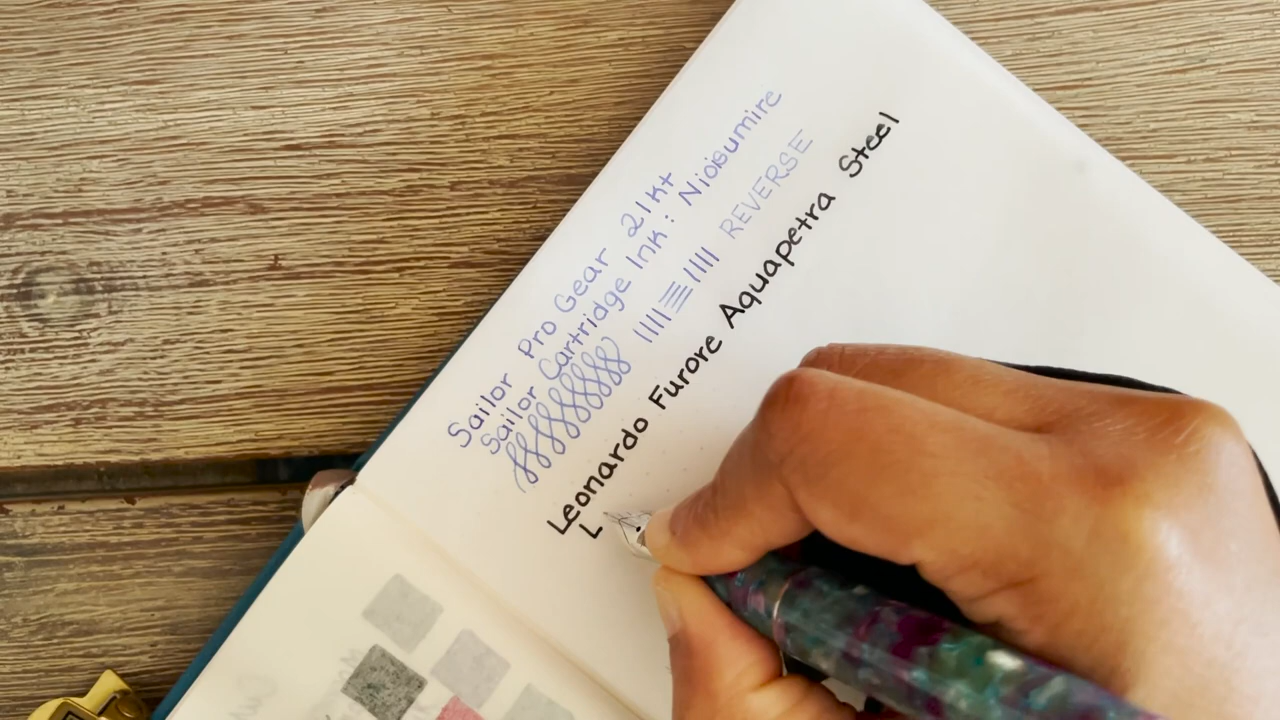 Sailor Pro Gear 21kt
Sailor Cartridge Ink: Nioisumire
REVERSE
Leonardo Furore Aquapetra Steel
L